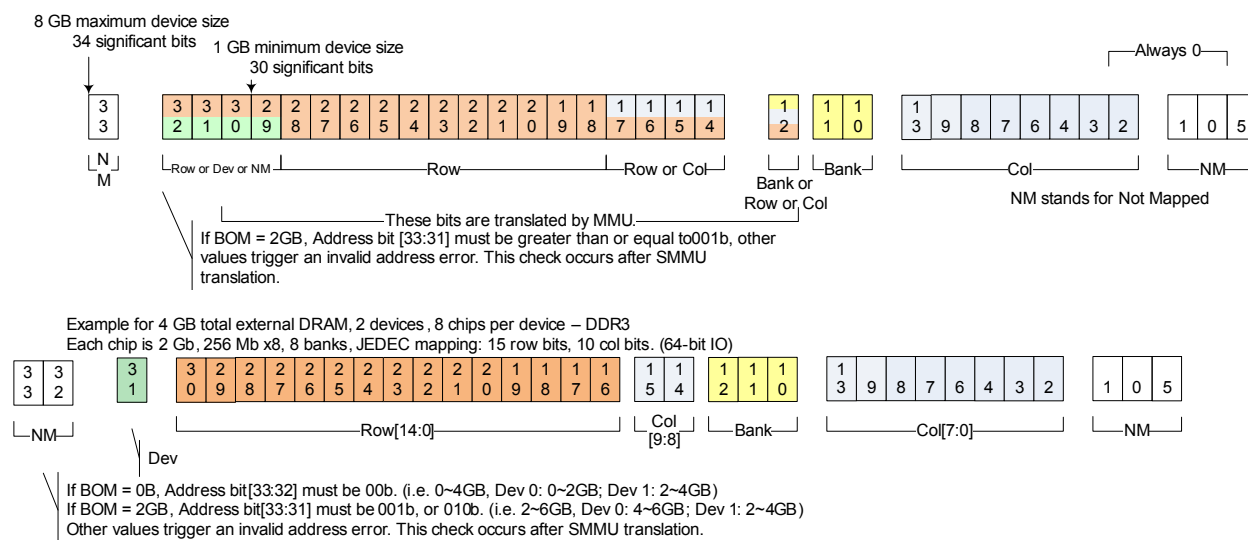 8 GB maximum device size
34 significant bits
1 GB minimum device size
30 significant bits
Always 0
3 3 3 3 2 2 2 2 2 2 2 2 2 2 1 1 1 1 1 1 1 1 1 1
3 2 1 0 9 8 7 6 5 4 3 2 1 0 9 8 7 6 5 4 2 1 0 3 9 8 7 6 4 3 2 1 0 5
N
M
Row or Dev or NM
Row
Row or Col
Bank or
Row or Col
Bank
Col
NM
NM stands for Not Mapped
These bits are translated by MMU.
If BOM = 2GB, Address bit [33:31] must be greater than or equal to001b, other
values trigger an invalid address error. This check occurs after SMMU
translation.
Example for 4 GB total external DRAM, 2 devices , 8 chips per device – DDR3
Each chip is 2 Gb, 256 Mb x8, 8 banks, JEDEC mapping: 15 row bits, 10 col bits. (64-bit IO)
3 3 3 3 2 2 2 2 2 2 2 2 2 2 1 1 1 1 1 1 1 1 1 1
3 2 1 0 9 8 7 6 5 4 3 2 1 0 9 8 7 6 5 4 2 1 0 3 9 8 7 6 4 3 2 1 0 5
NM
Dev
Row[14:0]
Col
[9:8]
Bank
Col[7:0]
NM
If BOM = 0B, Address bit[33:32] must be 00b. (i.e. 0~4GB, Dev 0: 0~2GB; Dev 1: 2~4GB)
If BOM = 2GB, Address bit[33:31] must be 001b, or 010b. (i.e. 2~6GB, Dev 0: 4~6GB; Dev 1: 2~4GB)
Other values trigger an invalid address error. This check occurs after SMMU translation.